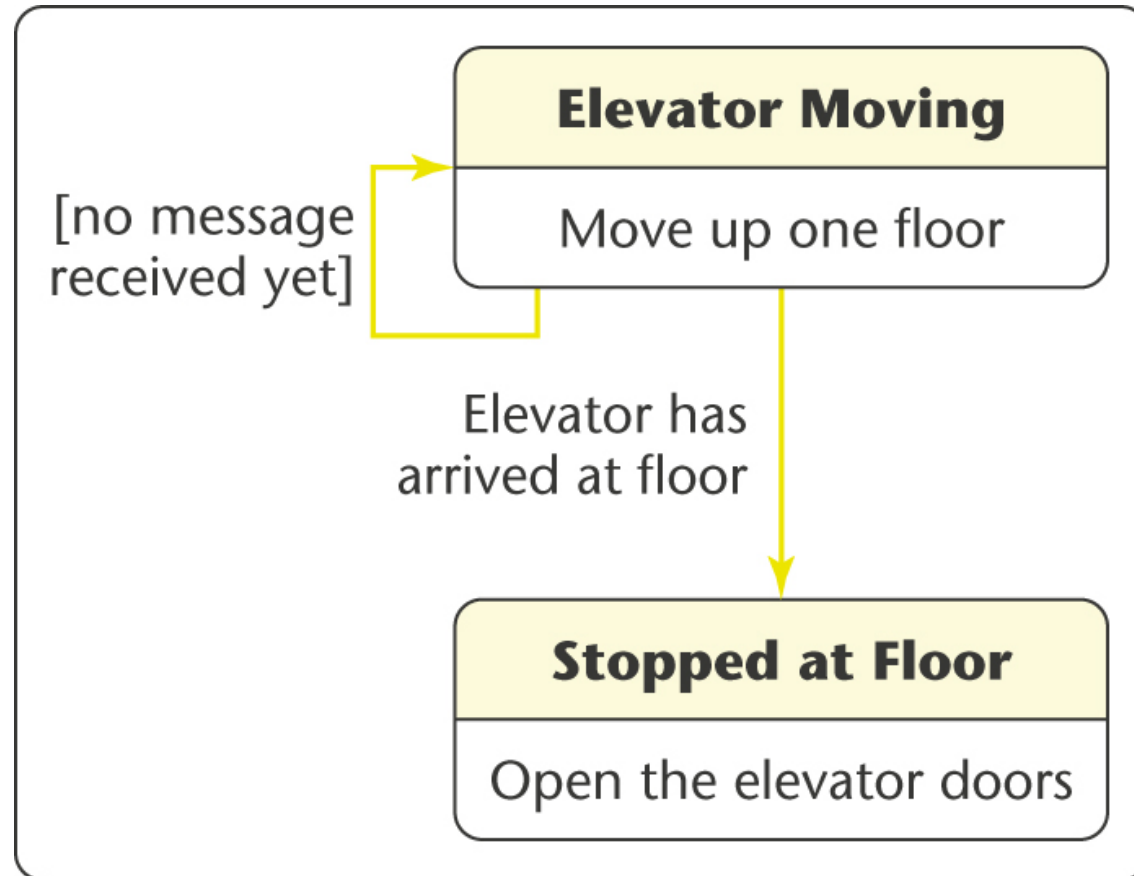 Elevator Moving
Move up one floor
[no message
received yet]
Elevator has
arrived at floor
Stopped at Floor
Open the elevator doors